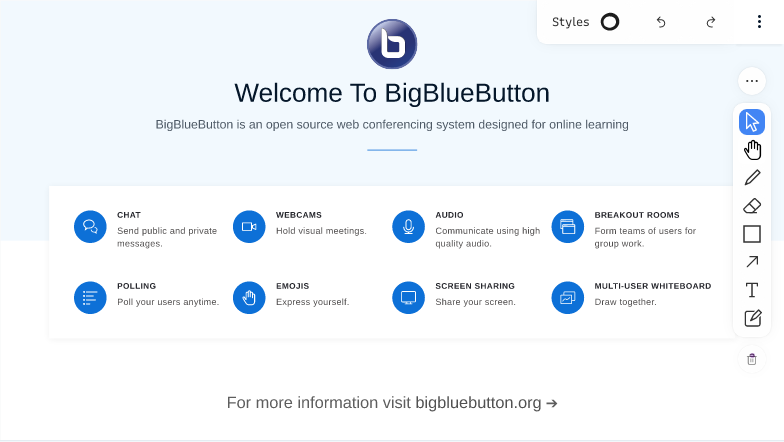 Styles
Welcome To BigBlueButton
BigBlueButton is an open source web conferencing system designed for online learning
CHAT
Send public and private
messages.
WEBCAMS
Hold visual meetings.
AUDIO
Communicate using high
quality audio.
BREAKOUT ROOMS
Form teams of users for
group work.
POLLING
Poll your users anytime.
EMOJIS
Express yourself.
SCREEN SHARING
Share your screen.
MULTI-USER WHITEBOARD
Draw together.
For more information visit bigbluebutton.org →